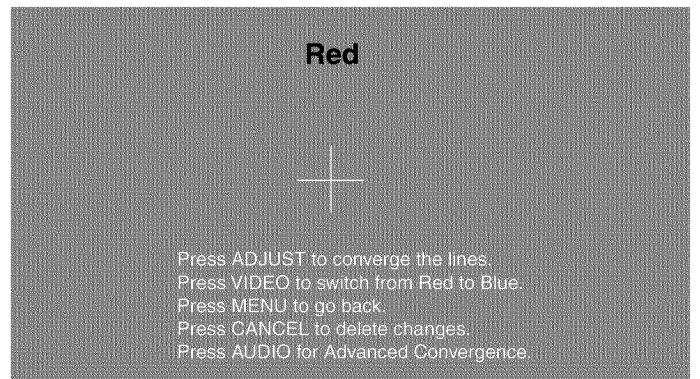 Red
Press ADJUST to converge the lines.
Press VIDEO to switch from Red to Blue.
Press MENU to go back.
Press CANCEL to delete changes.
Press AUDIO for Advanced Convergence.